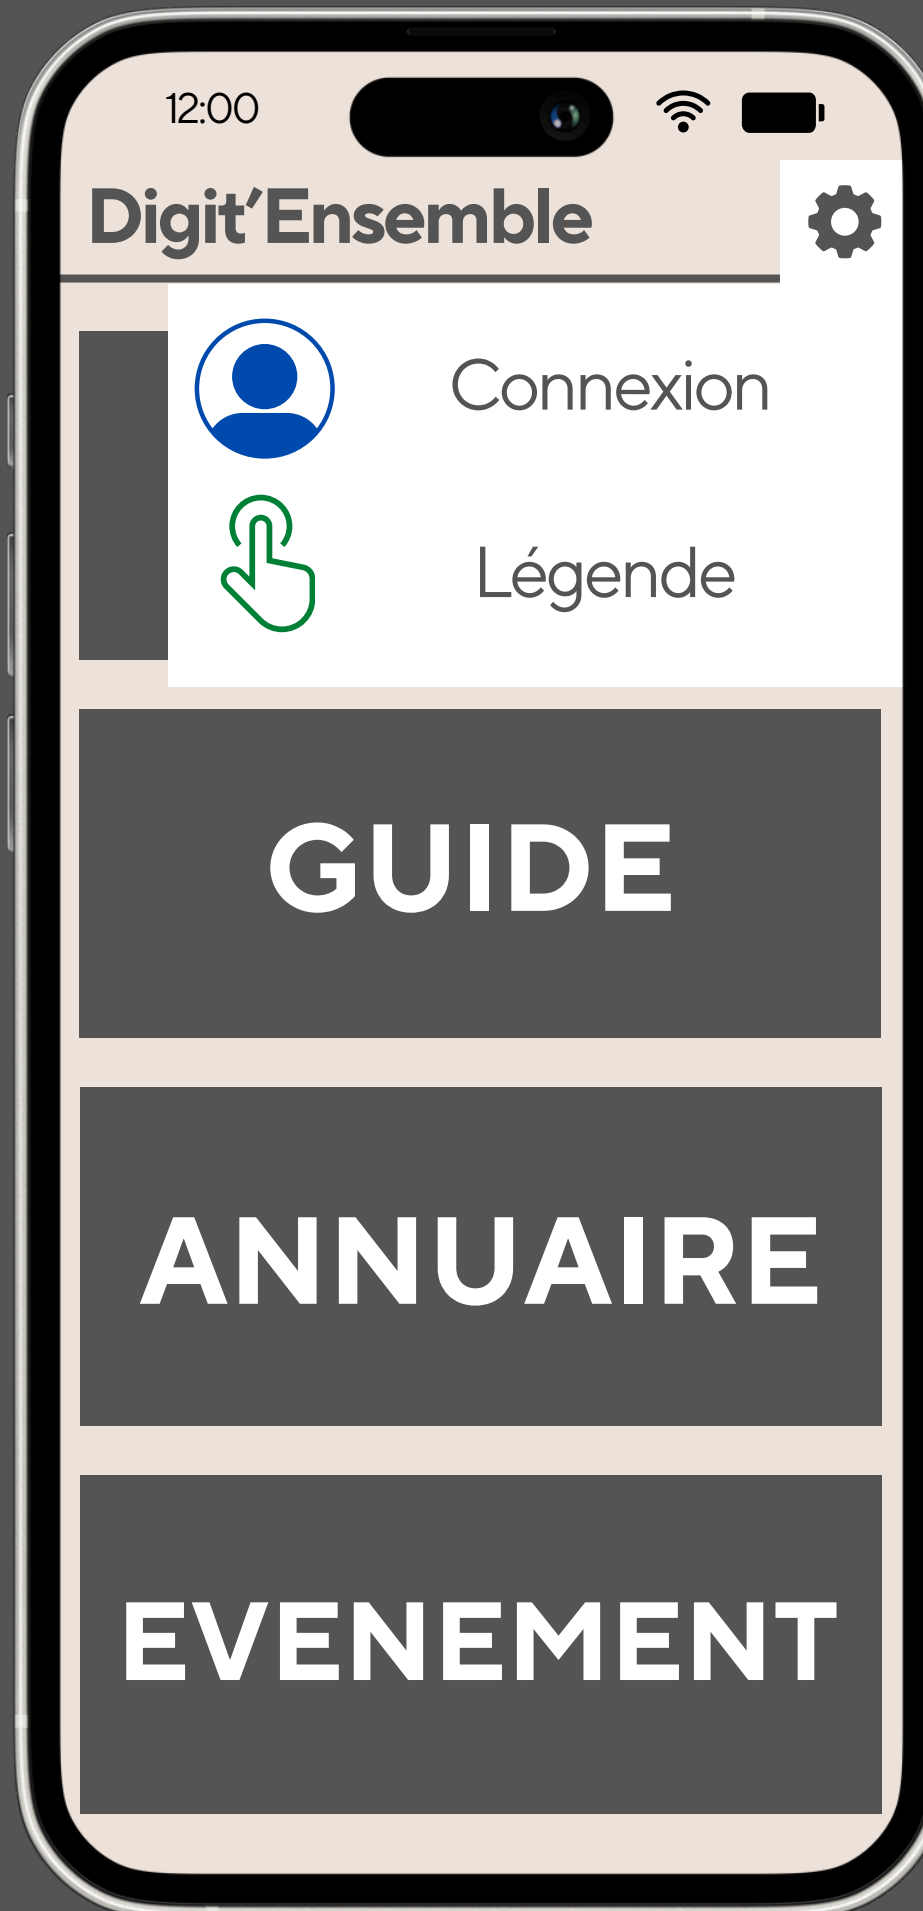 12:00
Digit’Ensemble
Connexion
Légende
GUIDE
ANNUAIRE
EVENEMENT